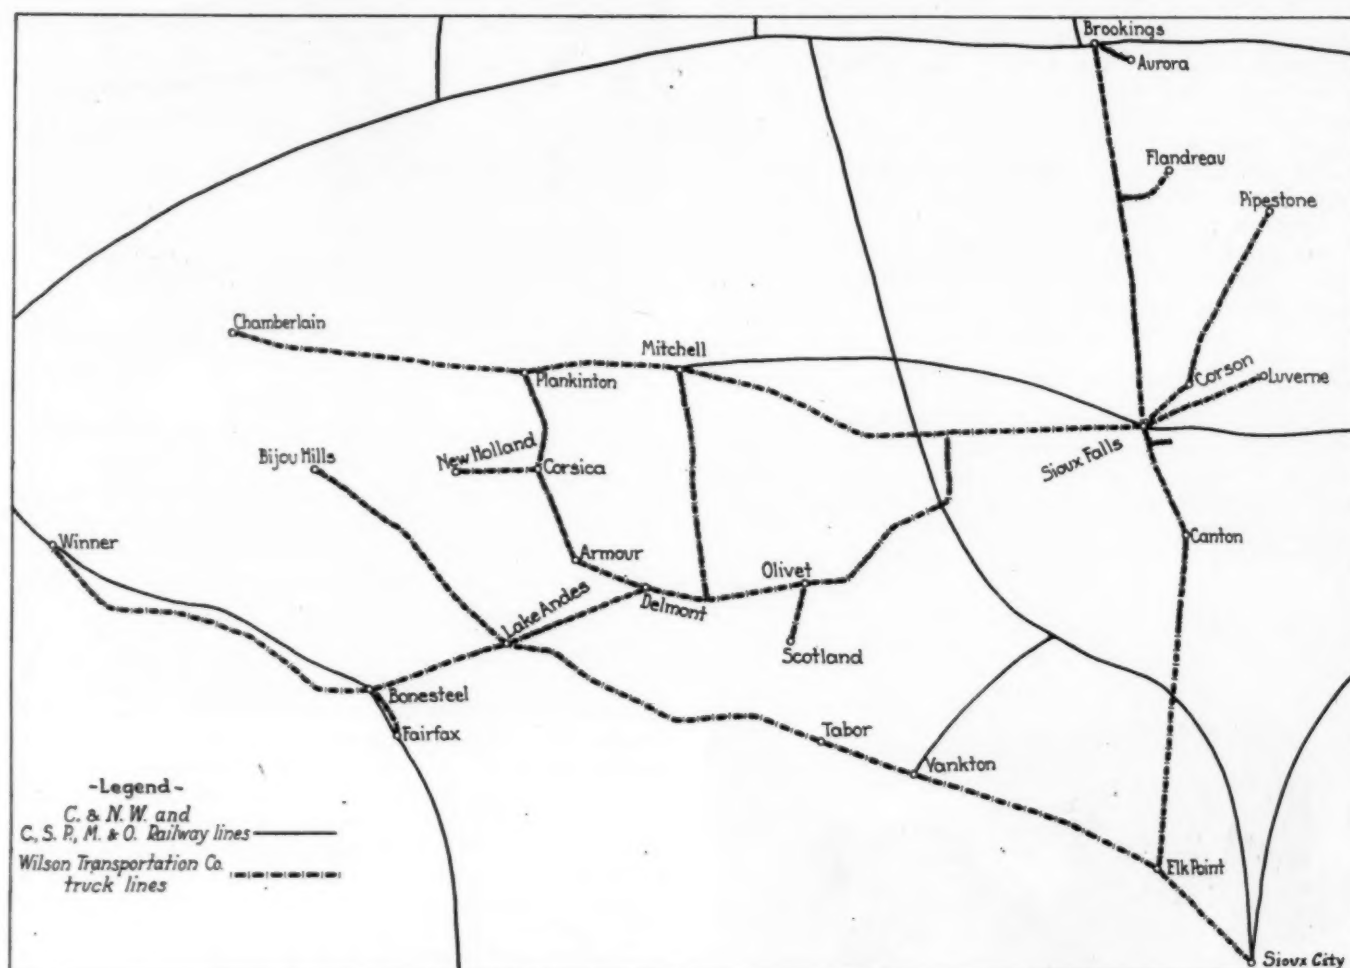 Brookings
Aurora
Flandreau
Pipestone
Chamberlain
Mitchell
Plankinton
Corson
Luverne
Sioux Falls
Bijou Hills
New Holland
Corsica
Winner
Armour
Olivet
Canton
Lake Andes
Delmont
Scotland
Bonesteel
Fairfax
Tabor
Yankton
Elk Point
Sioux City
-Legend-
C. & N.W. and
C., S. P., M. & O. Railway lines
Wilson Transportation Co.
truck lines